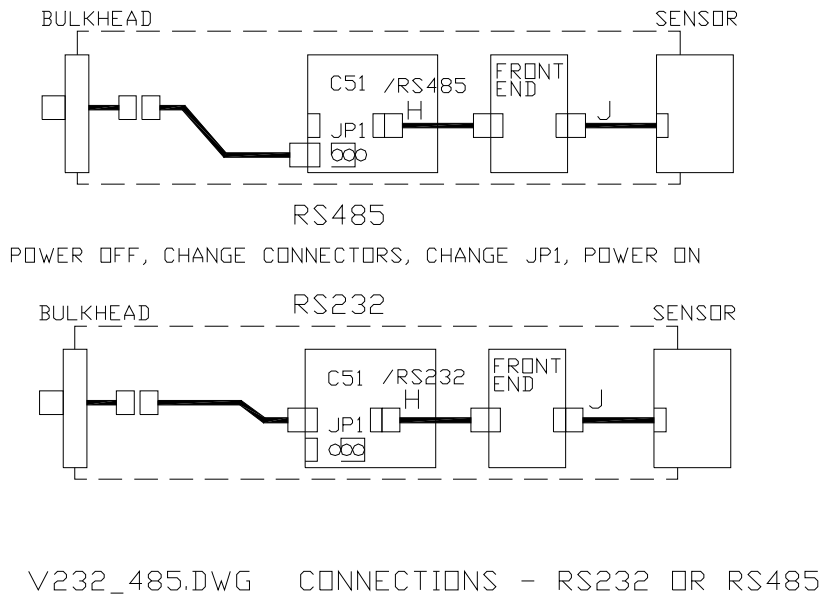 BULKHEAD
SENSOR
C51 /RS485
FRONT
END
H
J
JP1
RS485
POWER OFF, CHANGE CONNECTORS, CHANGE JP1, POWER ON
RS232
BULKHEAD
SENSOR
C51 /RS232
FRONT
END
H
J
JP1
V232_485.DWG CONNECTIONS - RS232 OR RS485